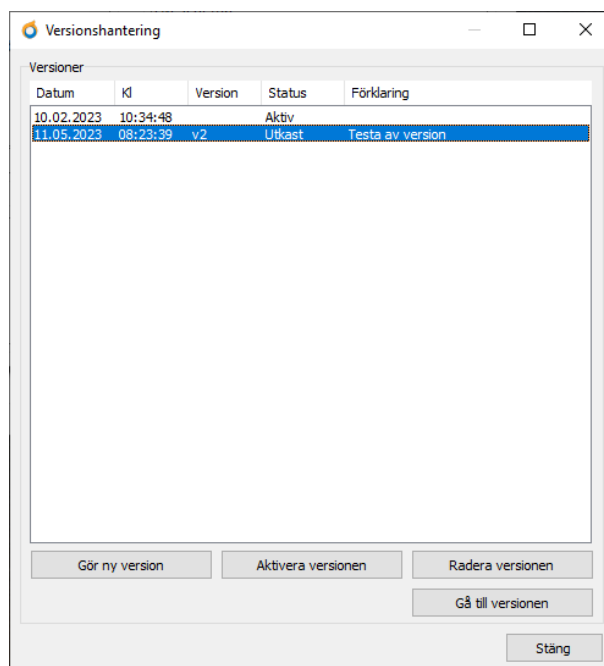 Versionshantering
Versioner
Datum Kl Version Status Förklaring
10.02.2023 10:34:48 Aktiv
11.05.2023 08:23:39 v2 Utkast Testa av version
Gör ny version Aktivera versionen Radera versionen
Gå till versionen
Stäng